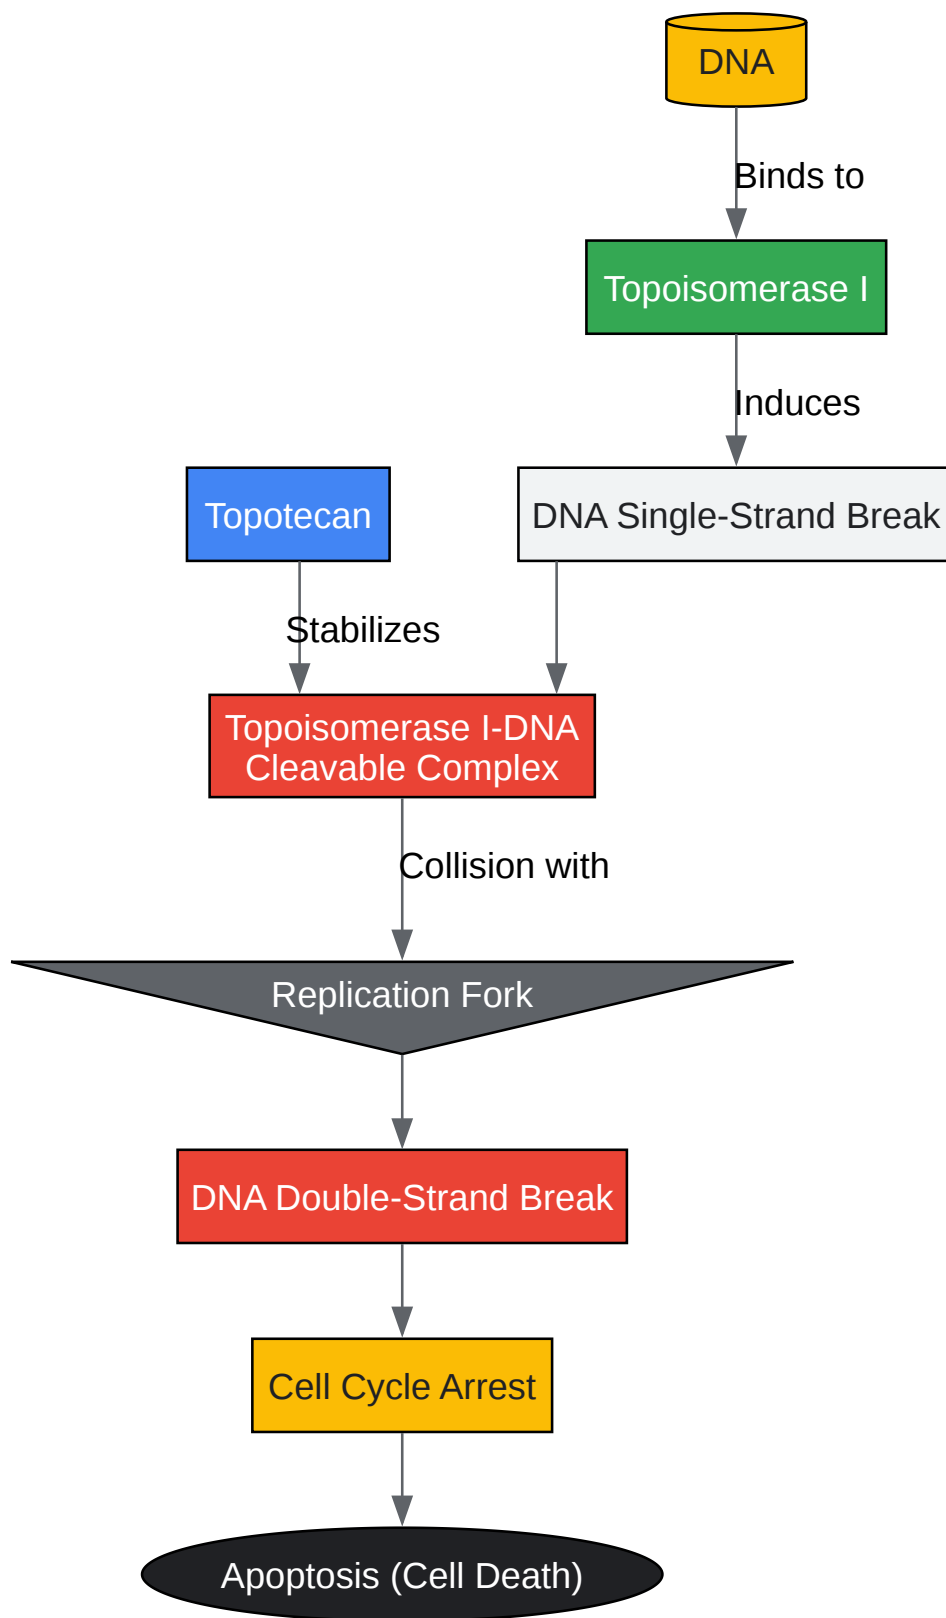 DNA
Binds to
Topoisomerase I
Induces
Topotecan
DNA Single-Strand Break
Stabilizes
Topoisomerase I-DNA
Cleavable Complex
Collision with
Replication Fork
DNA Double-Strand Break
Cell Cycle Arrest
Apoptosis (Cell Death)